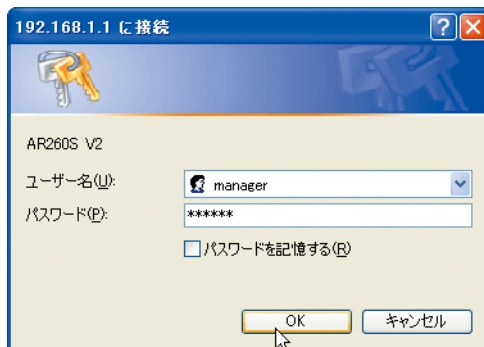 192.168.1.1 に接続
AR260S V2
ユーザー名(U):
manager
パスワード(P):
******
パスワードを記憶する(R)
OK
キャンセル